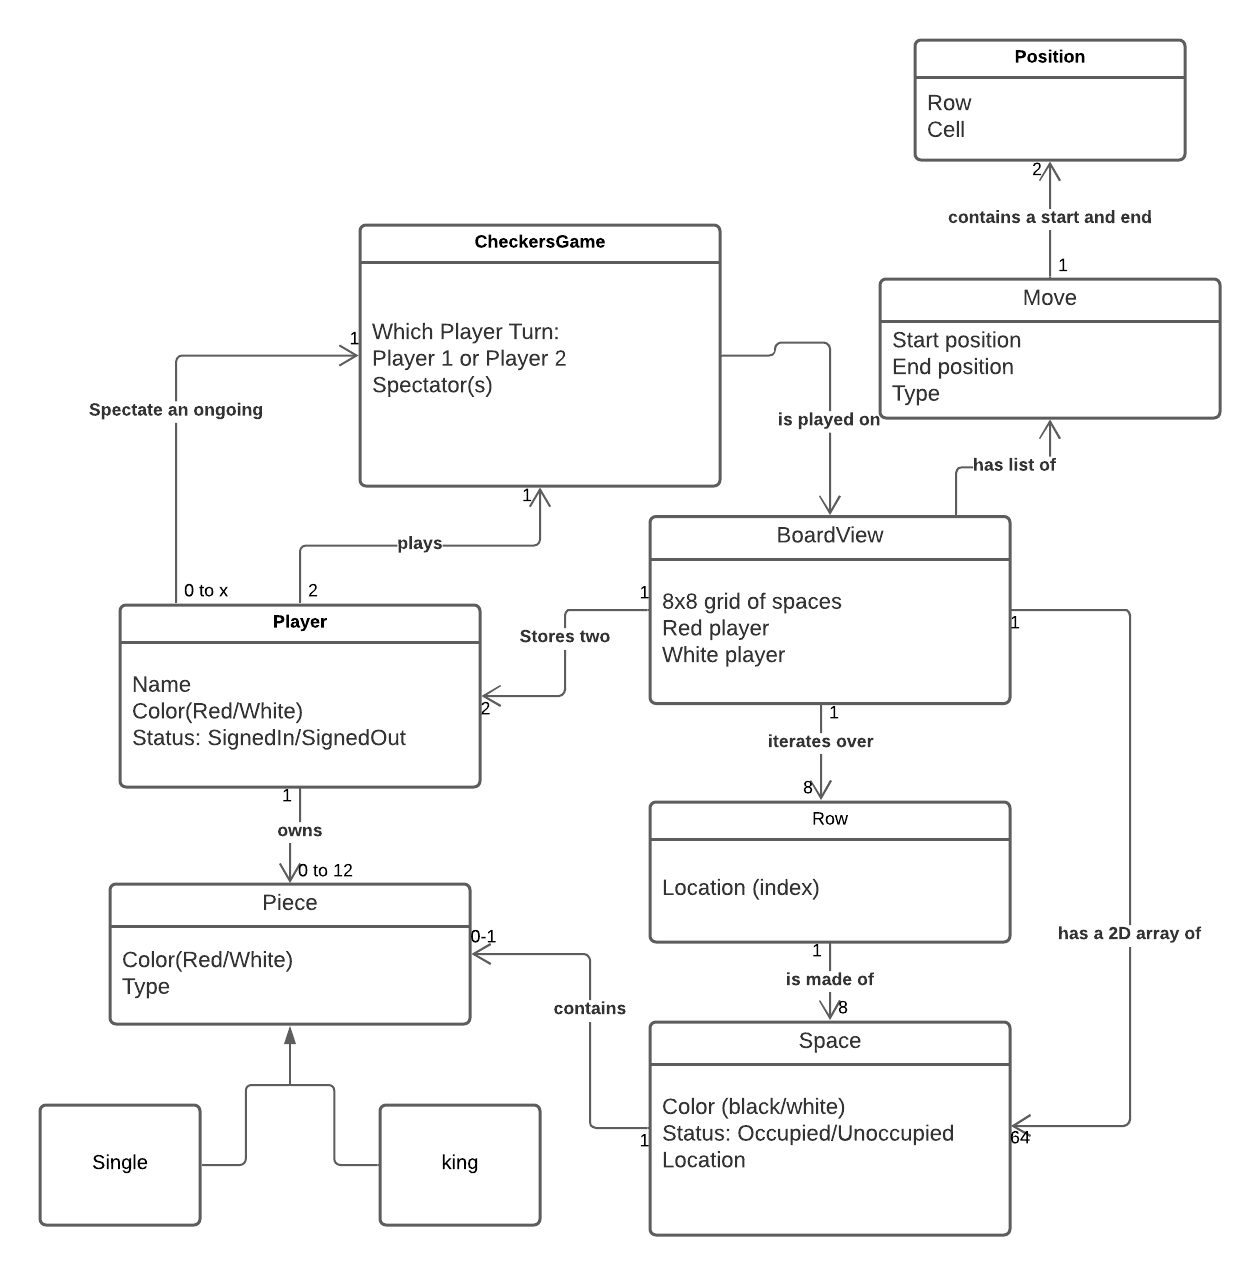 Position
Row
Cell
2
contains a start and end
1
Move
Start position
End position
Type
CheckersGame
Which Player Turn:
Player 1 or Player 2
Spectator(s)
1
Spectate an ongoing
0 to x
1
plays
2
is played on
has list of
BoardView
8x8 grid of spaces
Red player
White player
1
Stores two
2
1
Player
Name
Color(Red/White)
Status: SignedIn/SignedOut
1
owns
0 to 12
1
iterates over
8
Row
Location (index)
has a 2D array of
1
is made of
8
Piece
Color(Red/White)
Type
0-1
contains
1
Space
Color (black/white)
Status: Occupied/Unoccupied
Location
64
Single
king